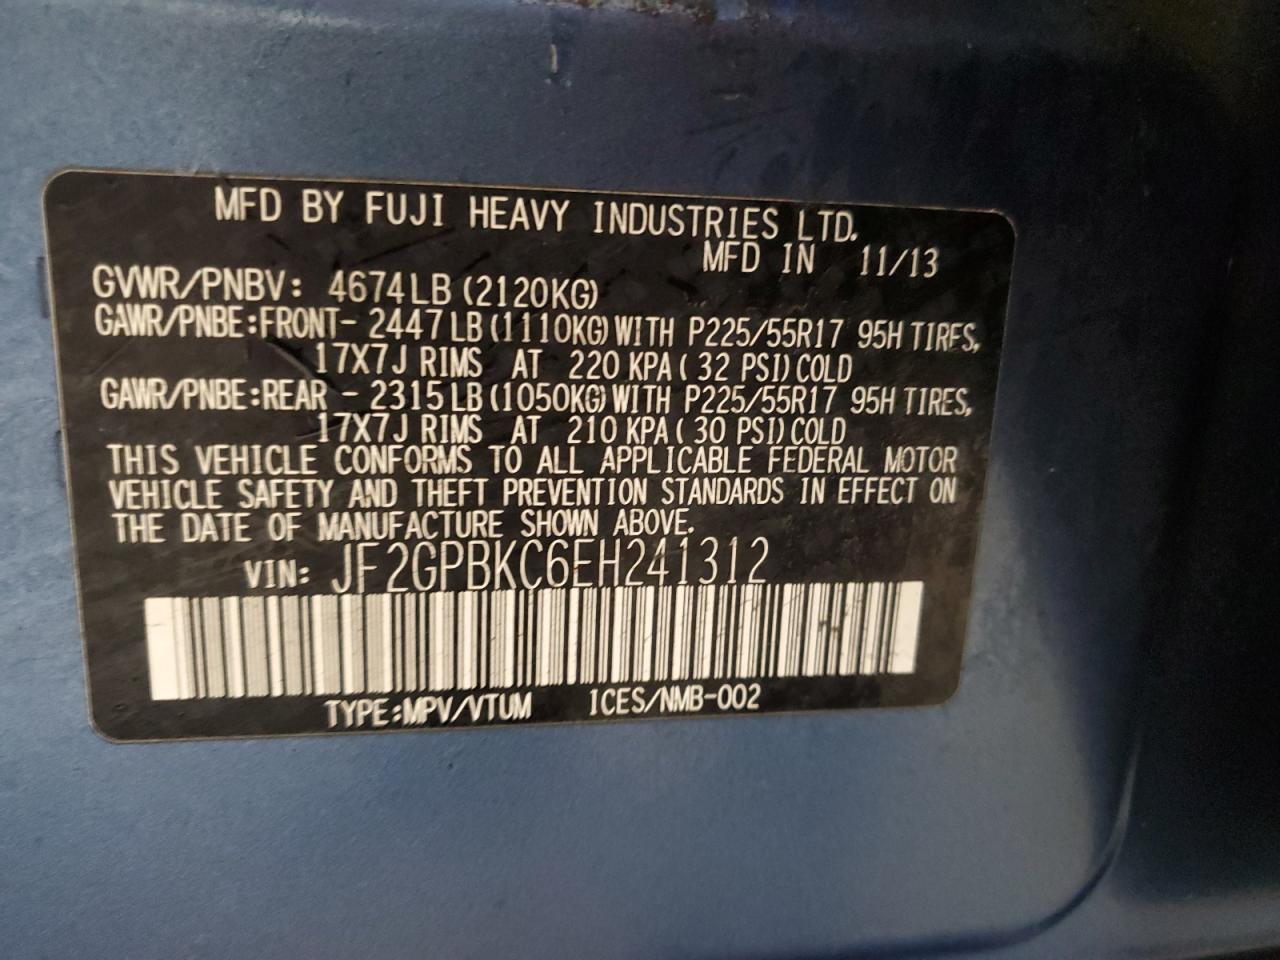 MFD BY FUJI HEAVY INDUSTRIES LTD.
MFD IN 11/13
GVWR/PNBV: 4674LB (2120KG)
GAWR/PNBE:FRONT- 2447LB (1110KG) WITH P225/55R17 95H TIRES,
17X7J RIMS AT 220 KPA ( 32 PSI) COLD
GAWR/PNBE:REAR - 2315LB (1050KG) WITH P225/55R17 95H TIRES,
17X7J RIMS AT 210 KPA ( 30 PSI) COLD
THIS VEHICLE CONFORMS TO ALL APPLICABLE FEDERAL MOTOR
VEHICLE SAFETY AND THEFT PREVENTION STANDARDS IN EFFECT ON
THE DATE OF MANUFACTURE SHOWN ABOVE.
VIN: JF2GPBKC6EH241312
TYPE:MPV/VTUM ICES/NMB-002